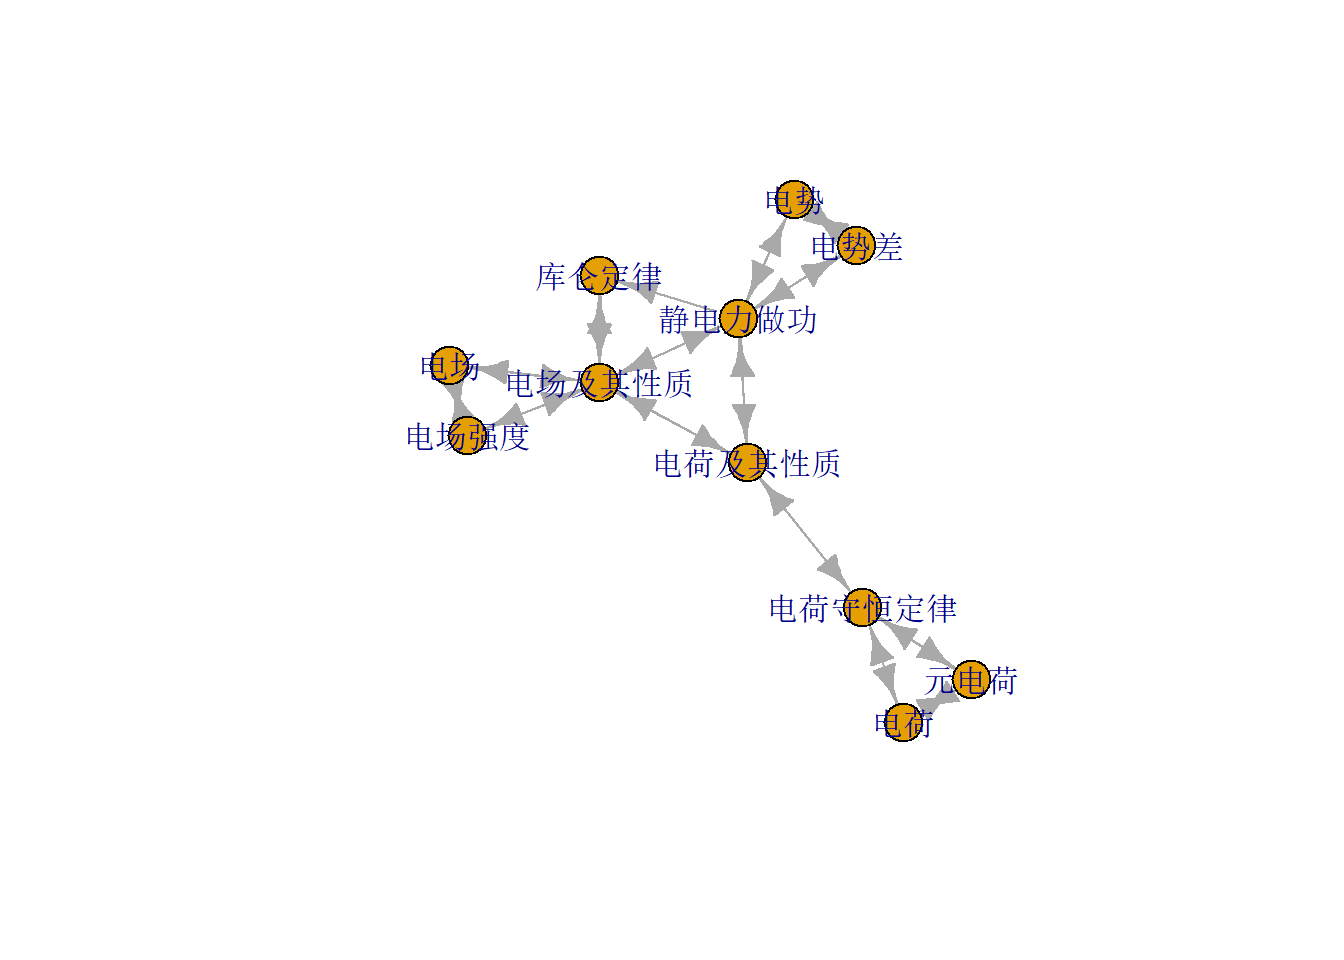 电势
电势差
库仑定律
静电力做功
电场
电场及其性质
电场强度
电荷及其性质
电荷守恒定律
元电荷
电荷